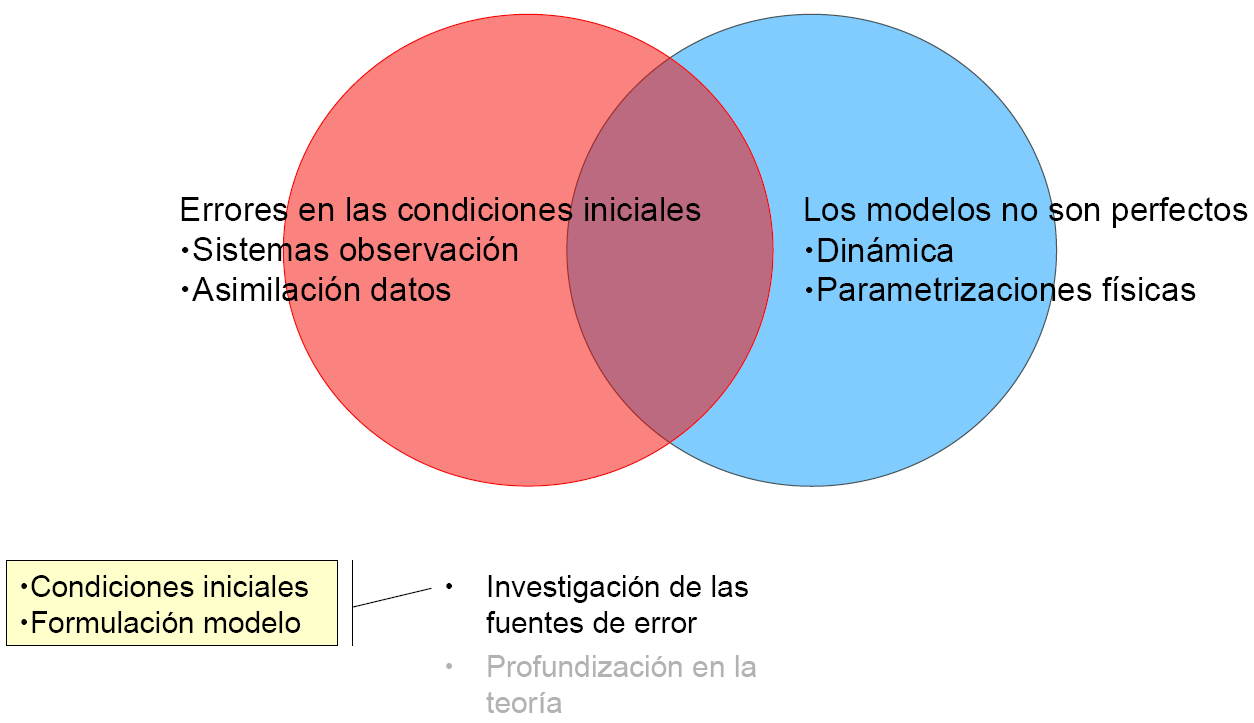 Errores en las condiciones iniciales
•Sistemas observación
•Asimilación datos
Los modelos no son perfectos
•Dinámica
•Parametrizaciones físicas
•Condiciones iniciales
•Formulación modelo
• Investigación de las
fuentes de error
• Profundización en la
teoría